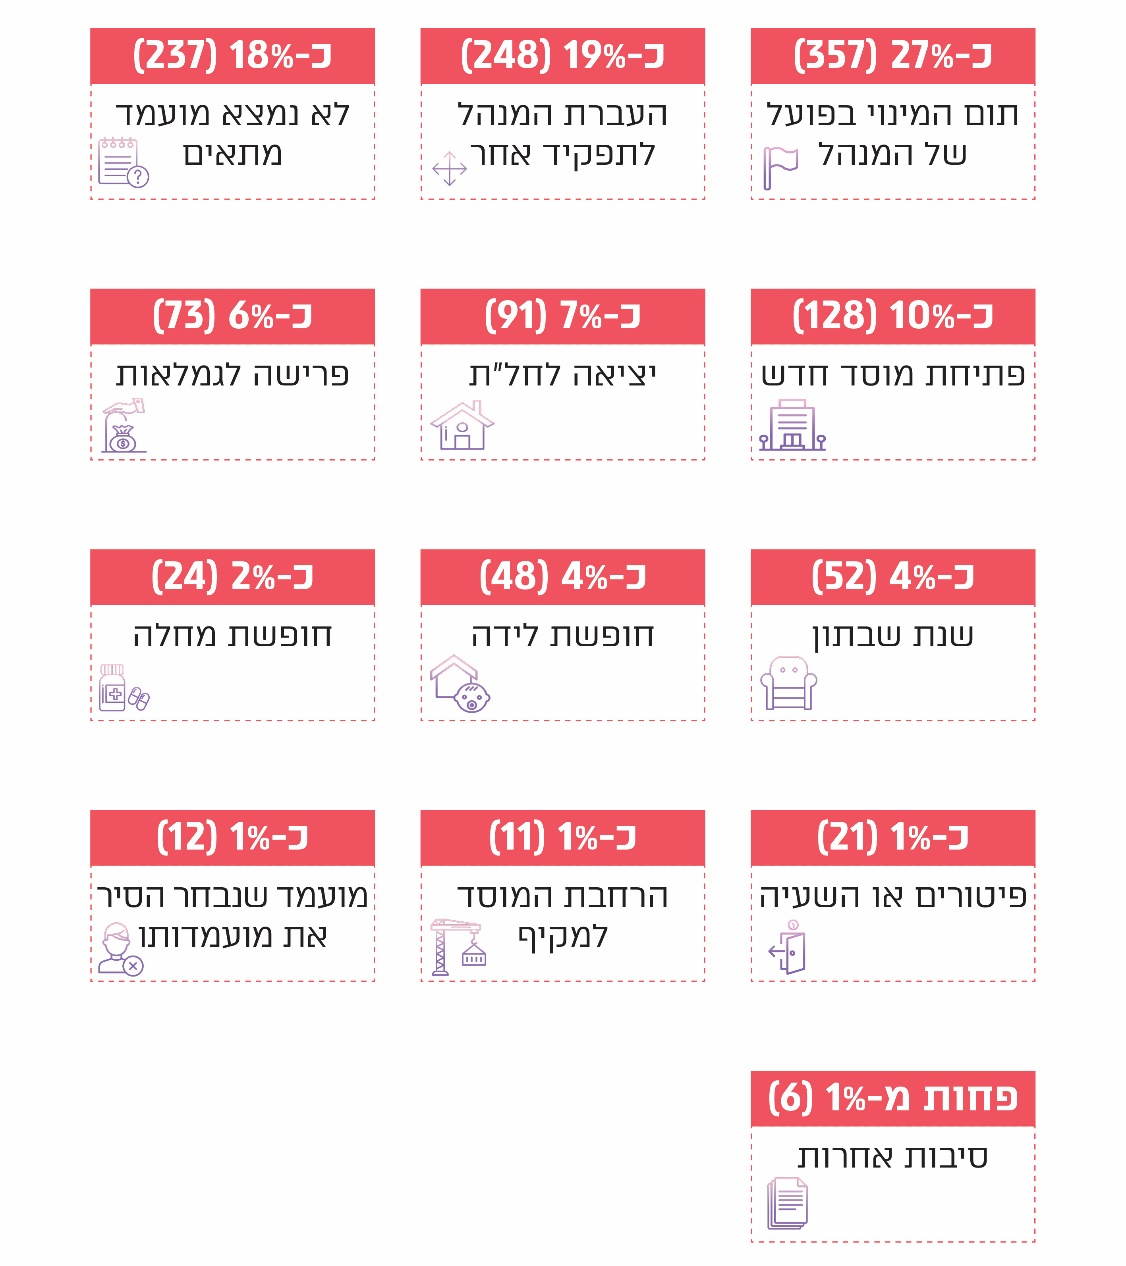 כ-27% (357)
תום המינוי בפועל
של המנהל
כ-19% (248)
העברת המנהל
לתפקיד אחר
כ-18% (237)
לא נמצא מועמד
מתאים
כ-10% (128)
פתיחת מוסד חדש
כ-7% (91)
יציאה לחל"ת
כ-6% (73)
פרישה לגמלאות
כ-4% (52)
שנת שבתון
כ-4% (48)
חופשת לידה
כ-2% (24)
חופשת מחלה
כ-1% (21)
פיטורים או השעיה
כ-1% (11)
הרחבת המוסד
למקיף
כ-1% (12)
מועמד שנבחר הסיר
את מועמדותו
פחות מ-1% (6)
סיבות אחרות